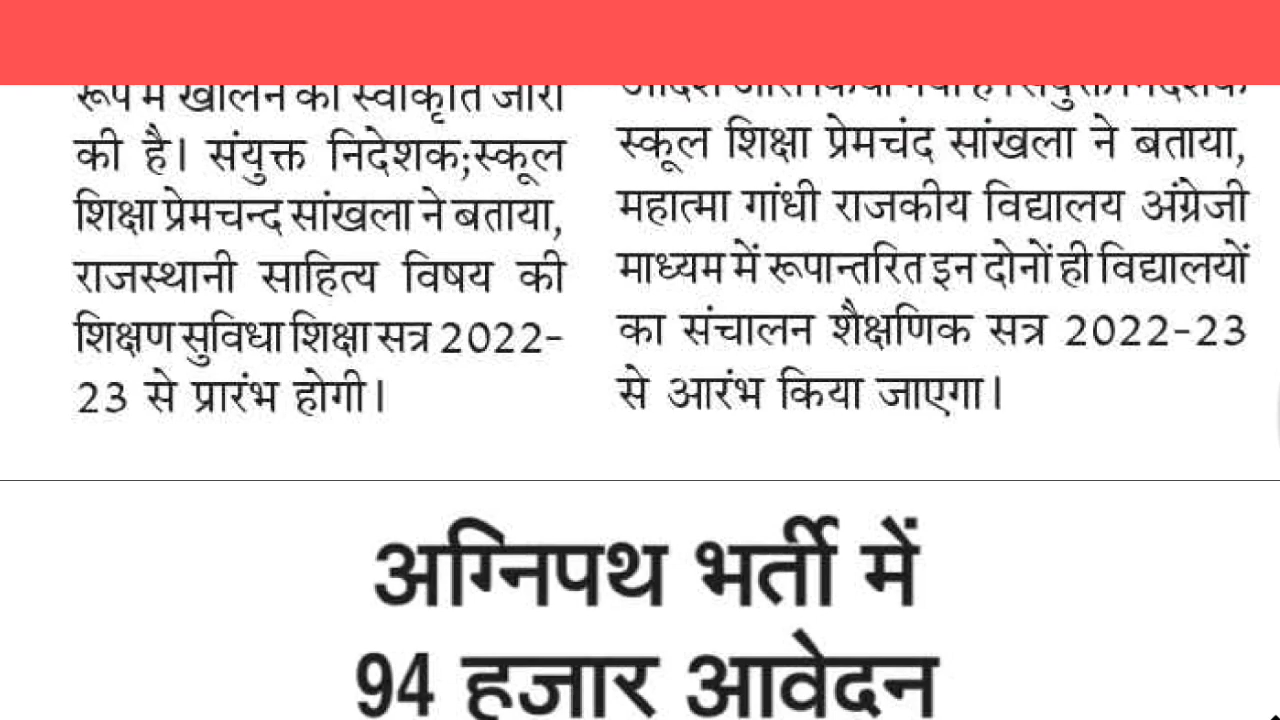 रूप में खोलने की स्वीकृति जारी
की है। संयुक्त निदेशक;स्कूल
शिक्षा प्रेमचन्द सांखला ने बताया,
राजस्थानी साहित्य विषय की
शिक्षण सुविधा शिक्षा सत्र 2022-
23 से प्रारंभ होगी।
स्कूल शिक्षा प्रेमचंद सांखला ने बताया,
महात्मा गांधी राजकीय विद्यालय अंग्रेजी
माध्यम में रूपान्तरित इन दोनों ही विद्यालयों
का संचालन शैक्षणिक सत्र 2022-23
से आरंभ किया जाएगा।
अग्निपथ भर्ती में
94 हजार आवेदन